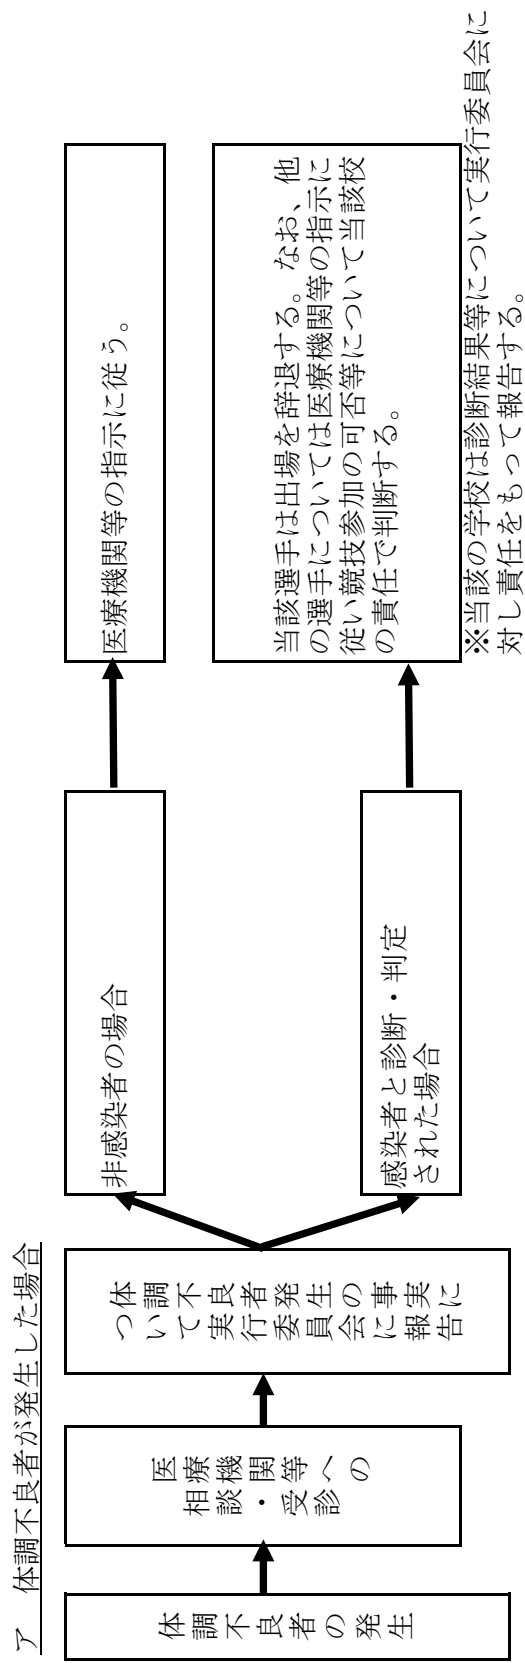 ア　体調不良者が発生した場合
体調不良者の発生
医療機関等への
相談・受診
体調不良者発生の事実に
ついて実行委員会に報告
非感染者の場合
医療機関等の指示に従う。
感染者と診断・判定
された場合
当該選手は出場を辞退する。なお、他
の選手については医療機関等の指示に
従い競技参加の可否等について当該校
の責任で判断する。
※当該の学校は診断結果等について実行委員会に
対し責任をもって報告する。